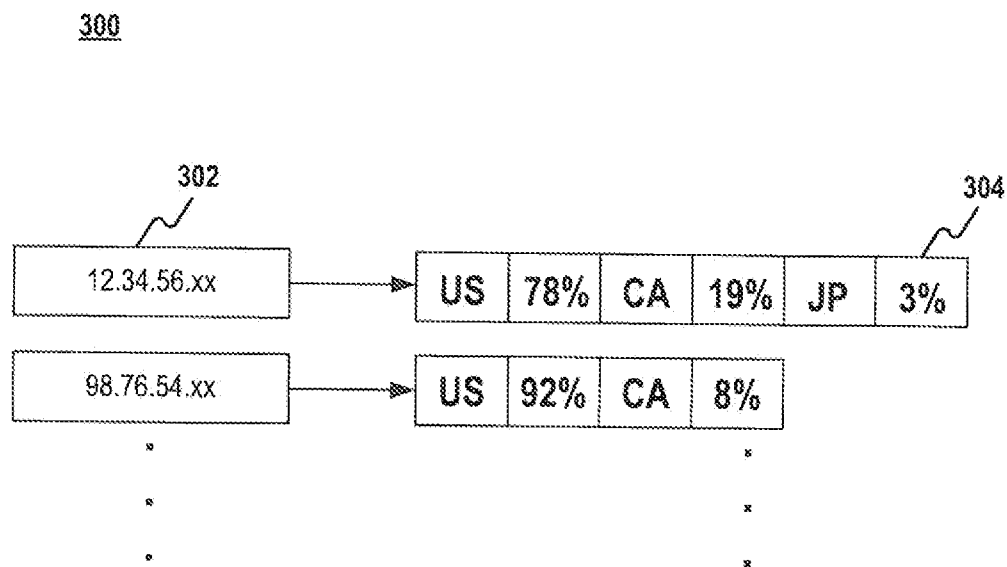 300
302
304
12.34.56.xx
US 78% CA 19% JP 3%
98.76.54.xx
US 92% CA 8%